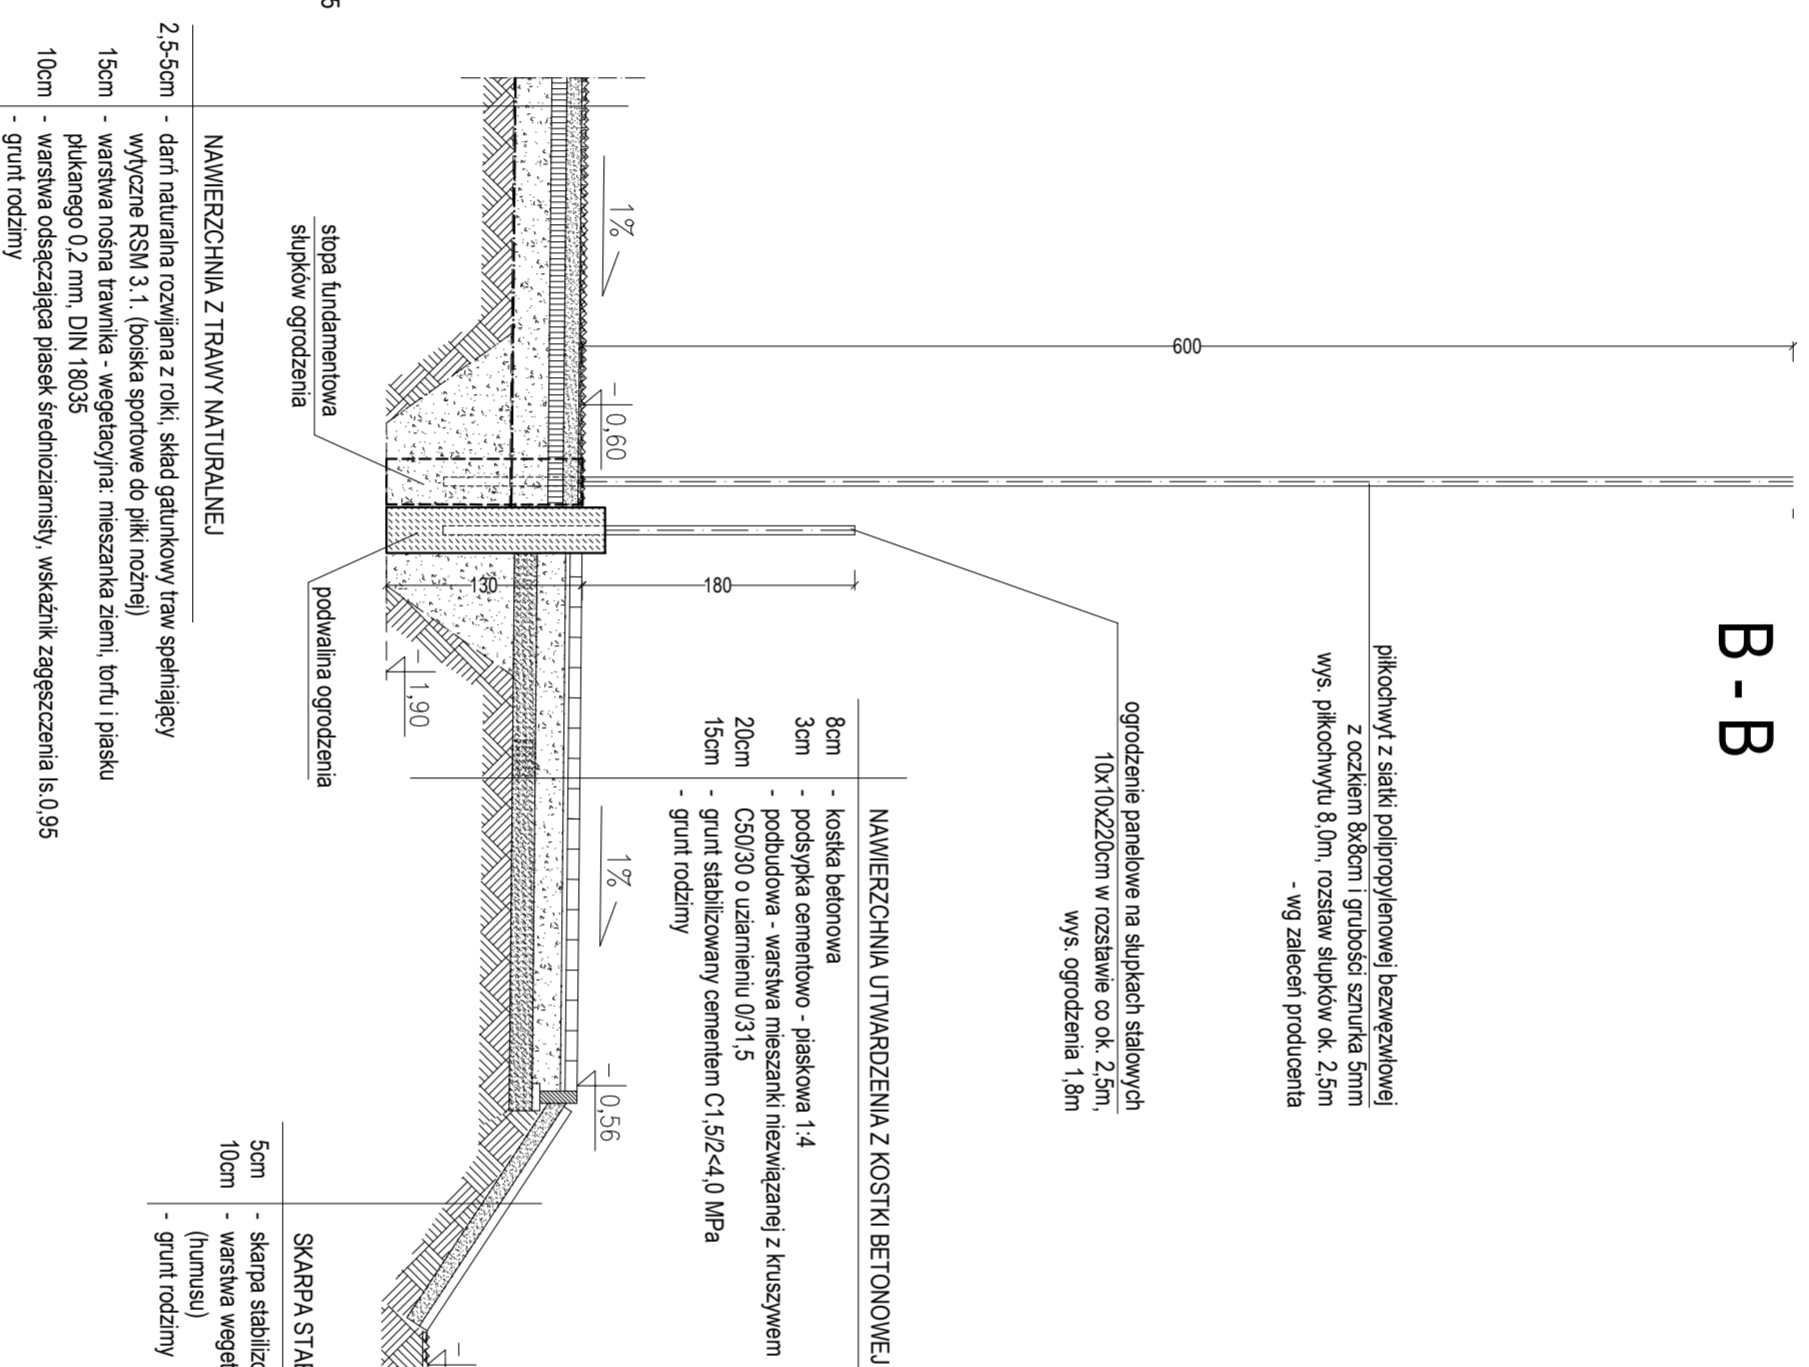 B - B
piłkochwyt z siatki polipropylenowej bezwęzłowej
z oczkiem 8x8cm i grubości sznurka 5mm
wys. piłkochwytu 8,0m, rozstaw słupków ok. 2,5m
- wg zaleceń producenta
600
ogrodzenie panelowe na słupkach stalowych
10x10x220cm w rozstawie co ok. 2,5m,
wys. ogrodzenia 1,8m
NAWIERZCHNIA UTWARDZENIA Z KOSTKI BETONOWEJ
8cm - kostka betonowa
3cm - podsypka cementowo - piaskowa 1:4
- podbudowa - warstwa mieszanki niezwiązanej z kruszywem
20cm C50/30 o uziarnieniu 0/31,5
15cm - grunt stabilizowany cementem C1,5/2<4,0 MPa
- grunt rodzimy
180
130
1%
- 0,60
1%
- 0,56
- 1,90
-
stopa fundamentowa
słupków ogrodzenia
podwalina ogrodzenia
SKARPA
5cm - skarpa
10cm - warstwa
(humusu)
- grunt rodzimy
NAWIERZCHNIA Z TRAWY NATURALNEJ
2,5-5cm - darń naturalna rozwijana z rolki, skład gatunkowy traw spełniający
wytyczne RSM 3.1. (boiska sportowe do piłki nożnej)
15cm - warstwa nośna trawnika - wegetacyjna: mieszanka ziemi, torfu i piasku
płukanego 0,2 mm, DIN 18035
10cm - warstwa odsączająca piasek średnioziarnisty, wskaźnik zagęszczenia Is.0,95
- grunt rodzimy
5